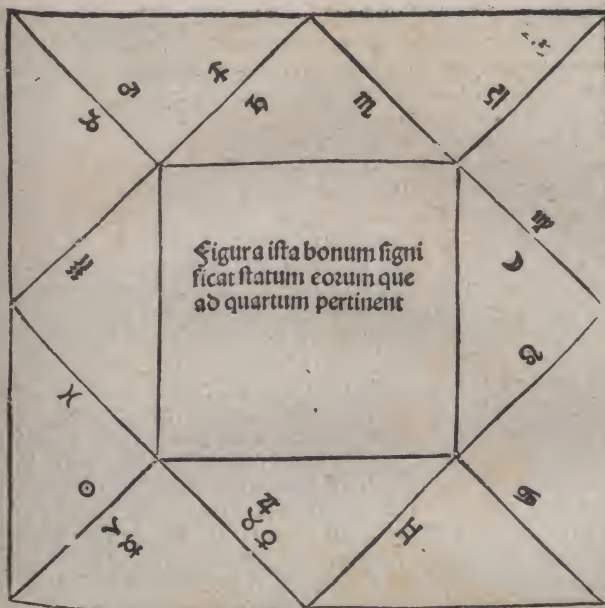 Figura iſta bonum ſigni
ficat ſtatum eorum que
ad quartum pertinent